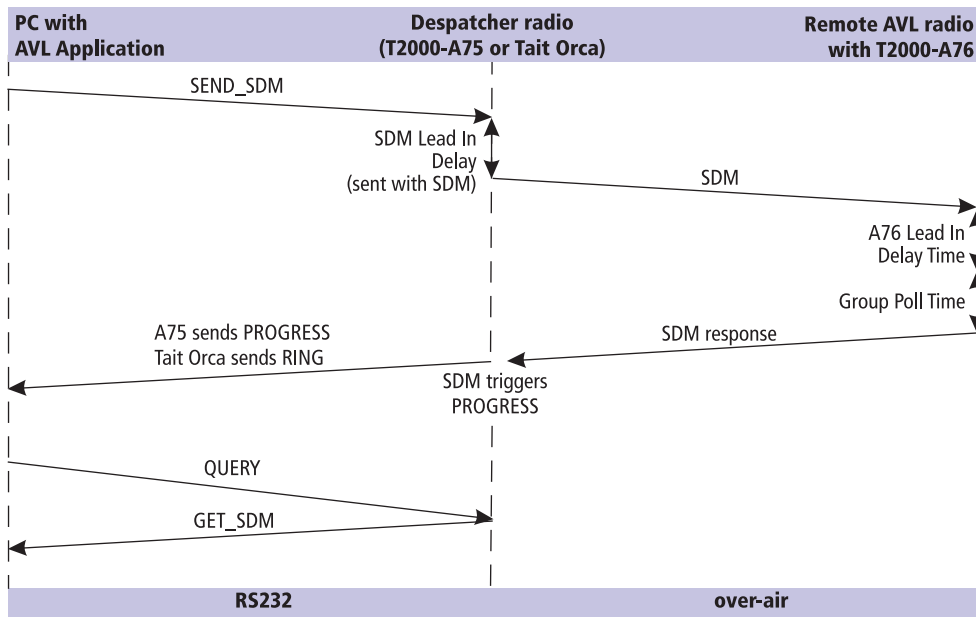 PC with
AVL Application
Despatcher radio
(T2000-A75 or Tait Orca)
Remote AVL radio
with T2000-A76
SEND_SDM
SDM Lead In
Delay
(sent with SDM)
SDM
A76 Lead In
Delay Time
Group Poll Time
A75 sends PROGRESS
Tait Orca sends RING
SDM response
SDM triggers
PROGRESS
QUERY
GET_SDM
RS232
over-air